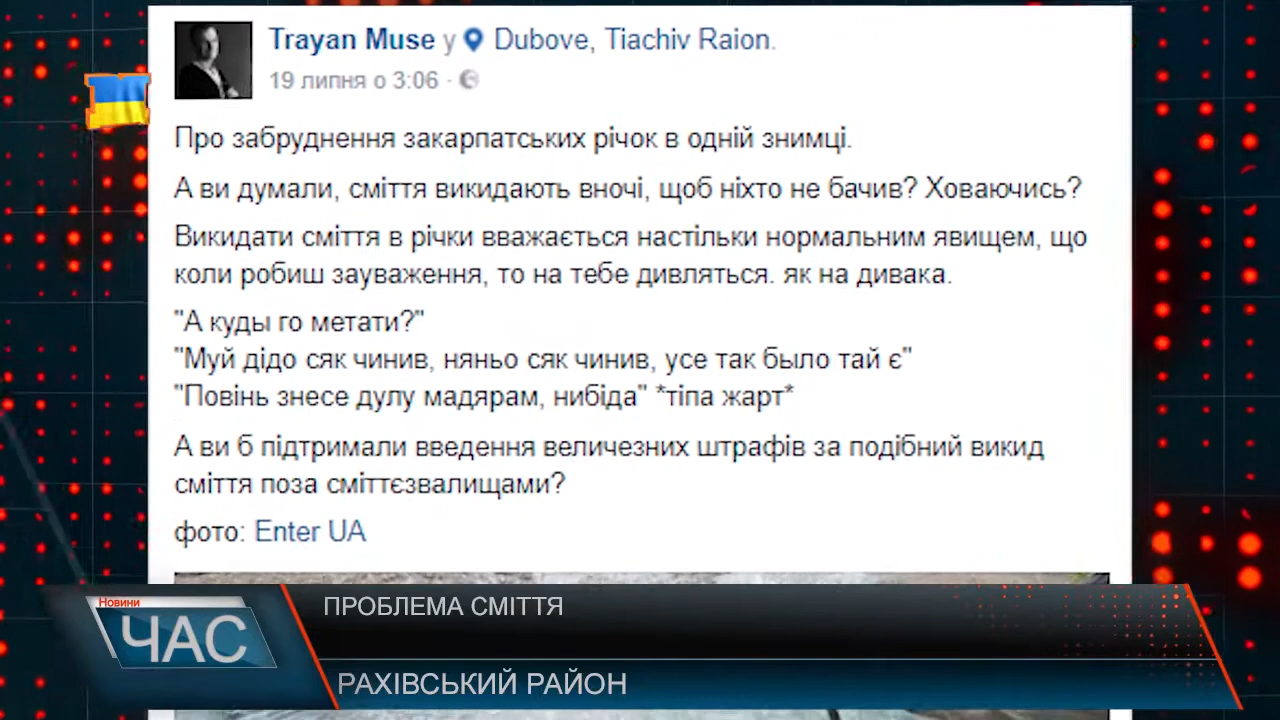 Trayan Muse у Dubove, Tiachiv Raion.
19 липня о 3:06 ·
Про забруднення закарпатських річок в одній знимці.
А ви думали, сміття викидають вночі, щоб ніхто не бачив? Ховаючись?
Викидати сміття в річки вважається настільки нормальним явищем, що
коли робиш зауваження, то на тебе дивляться. як на дивака.
"А куды го метати?"
"Муй дідо сяк чинив, няньо сяк чинив, усе так было тай є"
"Повінь знесе дулу мадярам, нибіда" *тіпа жарт*
А ви б підтримали введення величезних штрафів за подібний викид
сміття поза сміттєзвалищами?
фото: Enter UA
Новини
ЧАС
ПРОБЛЕМА СМІТТЯ
РАХІВСЬКИЙ РАЙОН